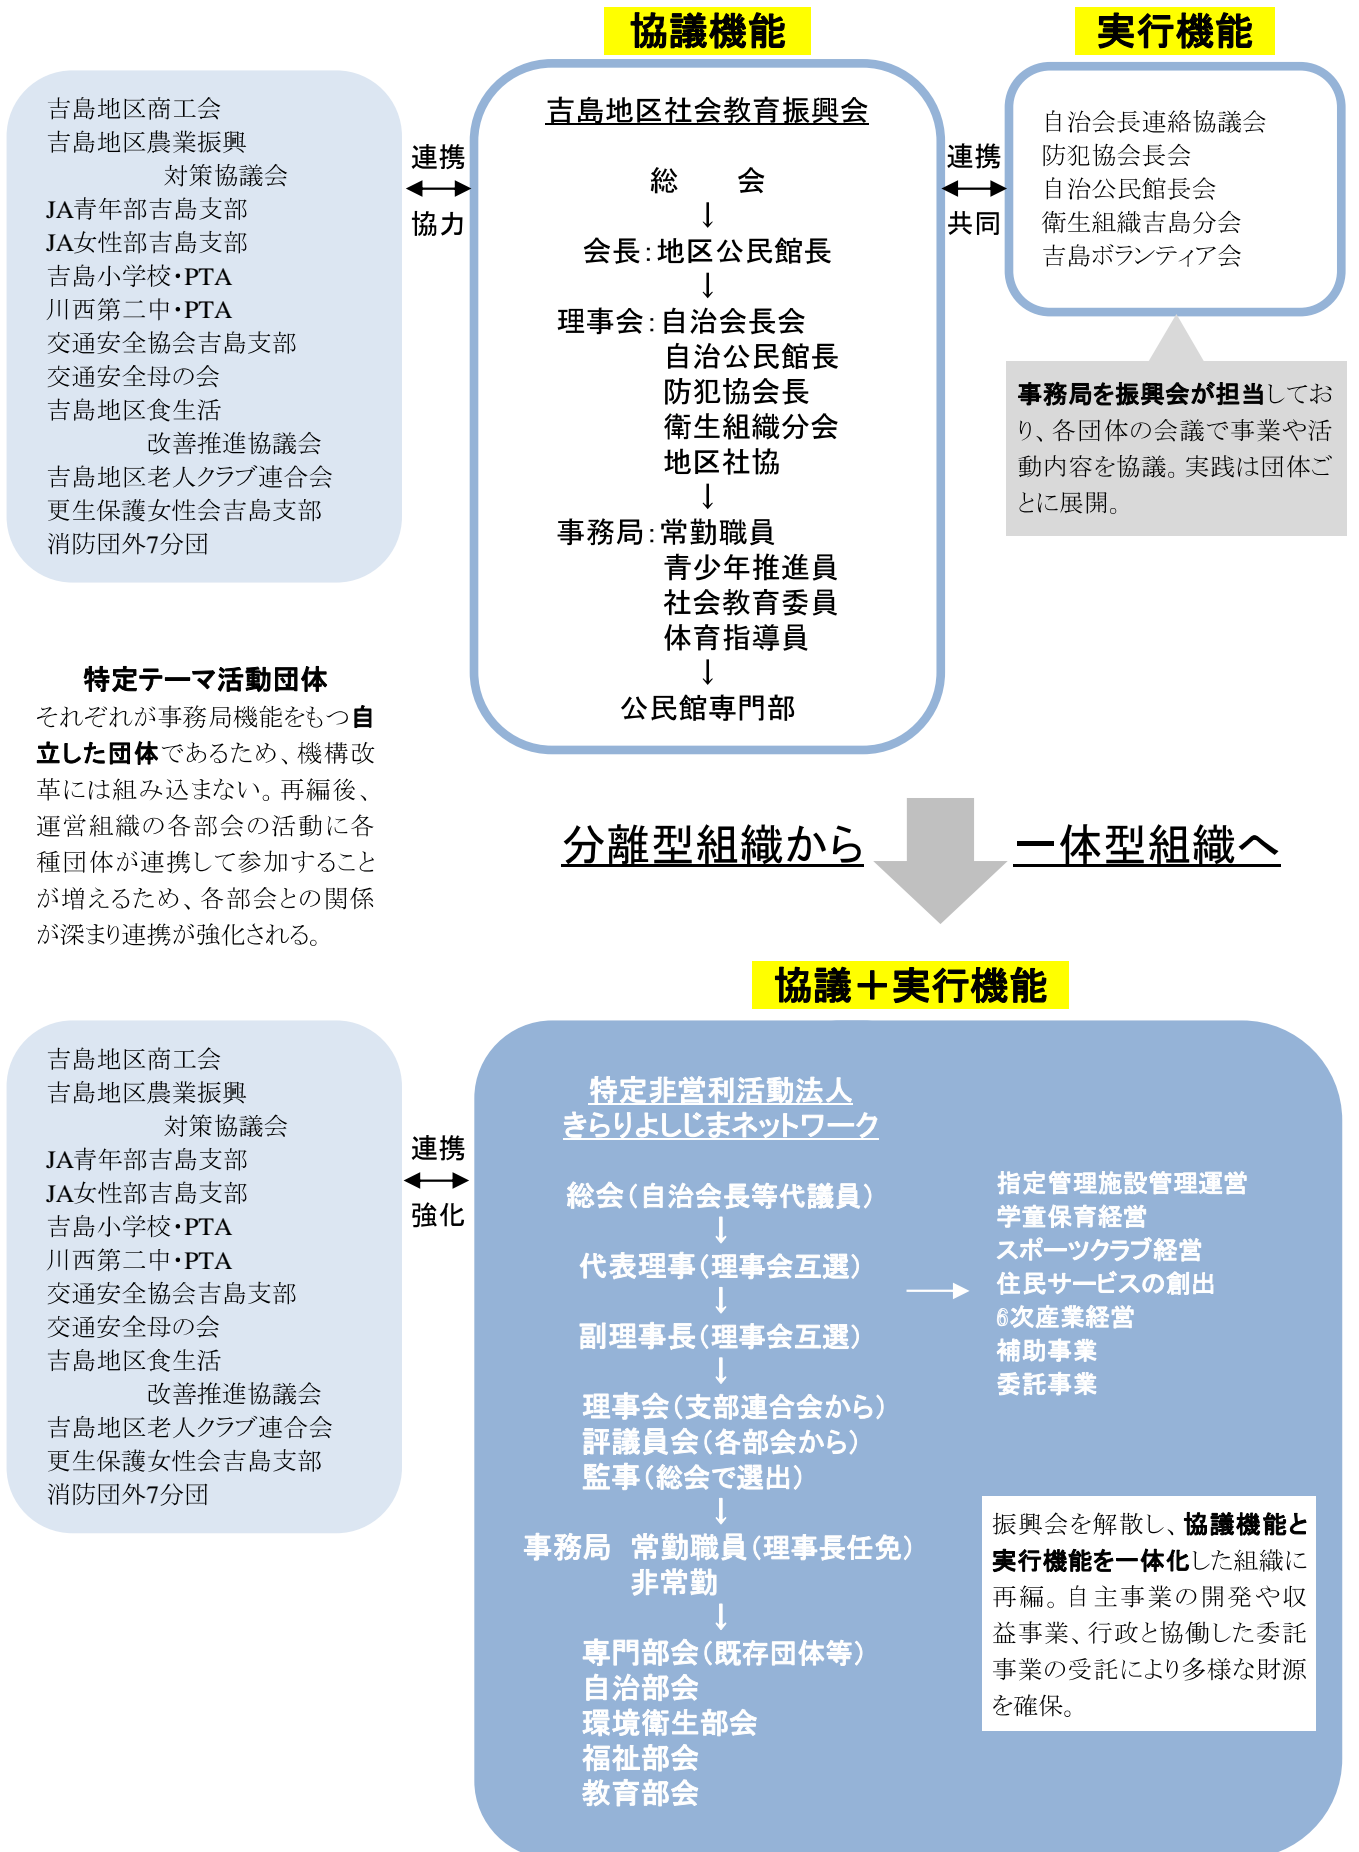 協議機能
実行機能
吉島地区商工会
吉島地区農業振興
対策協議会
JA青年部吉島支部
JA女性部吉島支部
吉島小学校・PTA
川西第二中・PTA
交通安全協会吉島支部
交通安全母の会
吉島地区食生活
改善推進協議会
吉島地区老人クラブ連合会
更生保護女性会吉島支部
消防団外7分団
連携
協力
吉島地区社会教育振興会
総　　会
↓
会長：地区公民館長
↓
理事会：自治会長会
自治公民館長
防犯協会長
衛生組織分会
地区社協
↓
事務局：常勤職員
青少年推進員
社会教育委員
体育指導員
↓
公民館専門部
連携
共同
自治会長連絡協議会
防犯協会長会
自治公民館長会
衛生組織吉島分会
吉島ボランティア会
事務局を振興会が担当してお
り、各団体の会議で事業や活
動内容を協議。実践は団体ご
とに展開。
特定テーマ活動団体
それぞれが事務局機能をもつ自
立した団体であるため、機構改
革には組み込まない。再編後、
運営組織の各部会の活動に各
種団体が連携して参加すること
が増えるため、各部会との関係
が深まり連携が強化される。
分離型組織から
一体型組織へ
協議＋実行機能
吉島地区商工会
吉島地区農業振興
対策協議会
JA青年部吉島支部
JA女性部吉島支部
吉島小学校・PTA
川西第二中・PTA
交通安全協会吉島支部
交通安全母の会
吉島地区食生活
改善推進協議会
吉島地区老人クラブ連合会
更生保護女性会吉島支部
消防団外7分団
連携
強化
特定非営利活動法人
きらりよしじまネットワーク
総会（自治会長等代議員）
↓
代表理事（理事会互選）
↓
副理事長（理事会互選）
↓
理事会（支部連合会から）
評議員会（各部会から）
監事（総会で選出）
↓
事務局　常勤職員（理事長任免）
非常勤
↓
専門部会（既存団体等）
自治部会
環境衛生部会
福祉部会
教育部会
指定管理施設管理運営
学童保育経営
スポーツクラブ経営
住民サービスの創出
6次産業経営
補助事業
委託事業
振興会を解散し、協議機能と
実行機能を一体化した組織に
再編。自主事業の開発や収
益事業、行政と協働した委託
事業の受託により多様な財源
を確保。